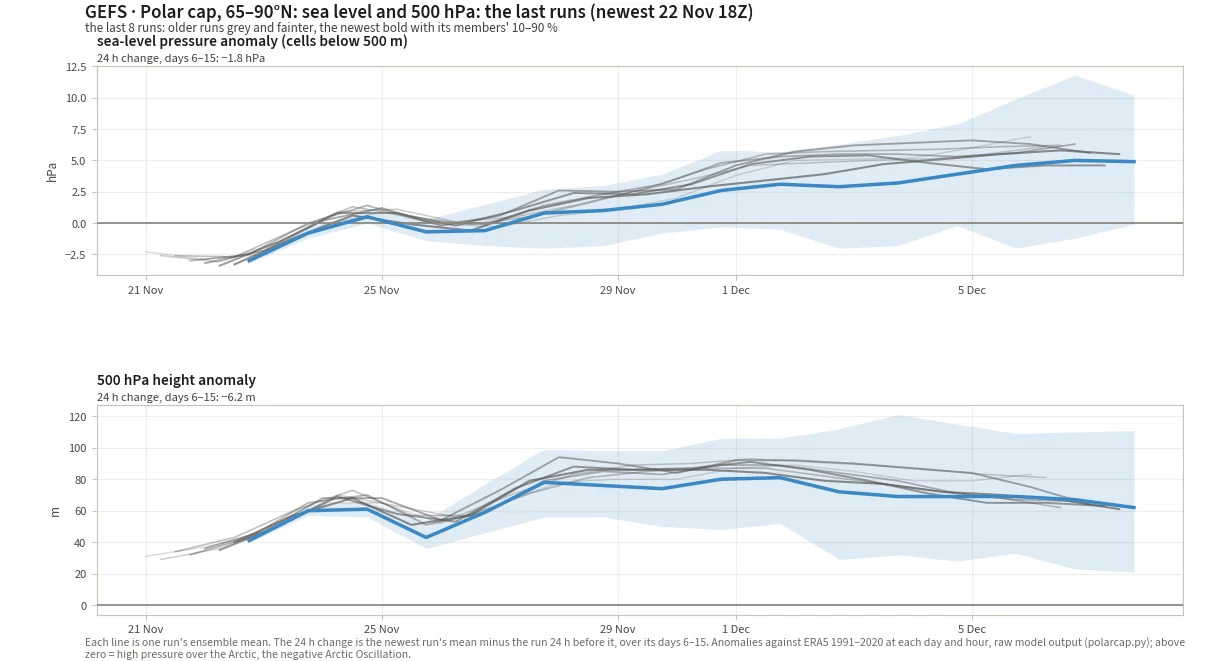 GEFS · Polar cap, 65–90°N: sea level and 500 hPa: the last runs (newest 22 Nov 18Z)
the last 8 runs: older runs grey and fainter, the newest bold with its members' 10–90 %
sea-level pressure anomaly (cells below 500 m)
24 h change, days 6–15: −1.8 hPa
12.5
10.0
7.5
5.0
2.5
0.0
−2.5
hPa
21 Nov
25 Nov
29 Nov
1 Dec
5 Dec
500 hPa height anomaly
24 h change, days 6–15: −6.2 m
120
100
80
60
40
20
0
m
21 Nov
25 Nov
29 Nov
1 Dec
5 Dec
Each line is one run's ensemble mean. The 24 h change is the newest run's mean minus the run 24 h before it, over its days 6–15. Anomalies against ERA5 1991–2020 at each day and hour, raw model output (polarcap.py); above
zero = high pressure over the Arctic, the negative Arctic Oscillation.